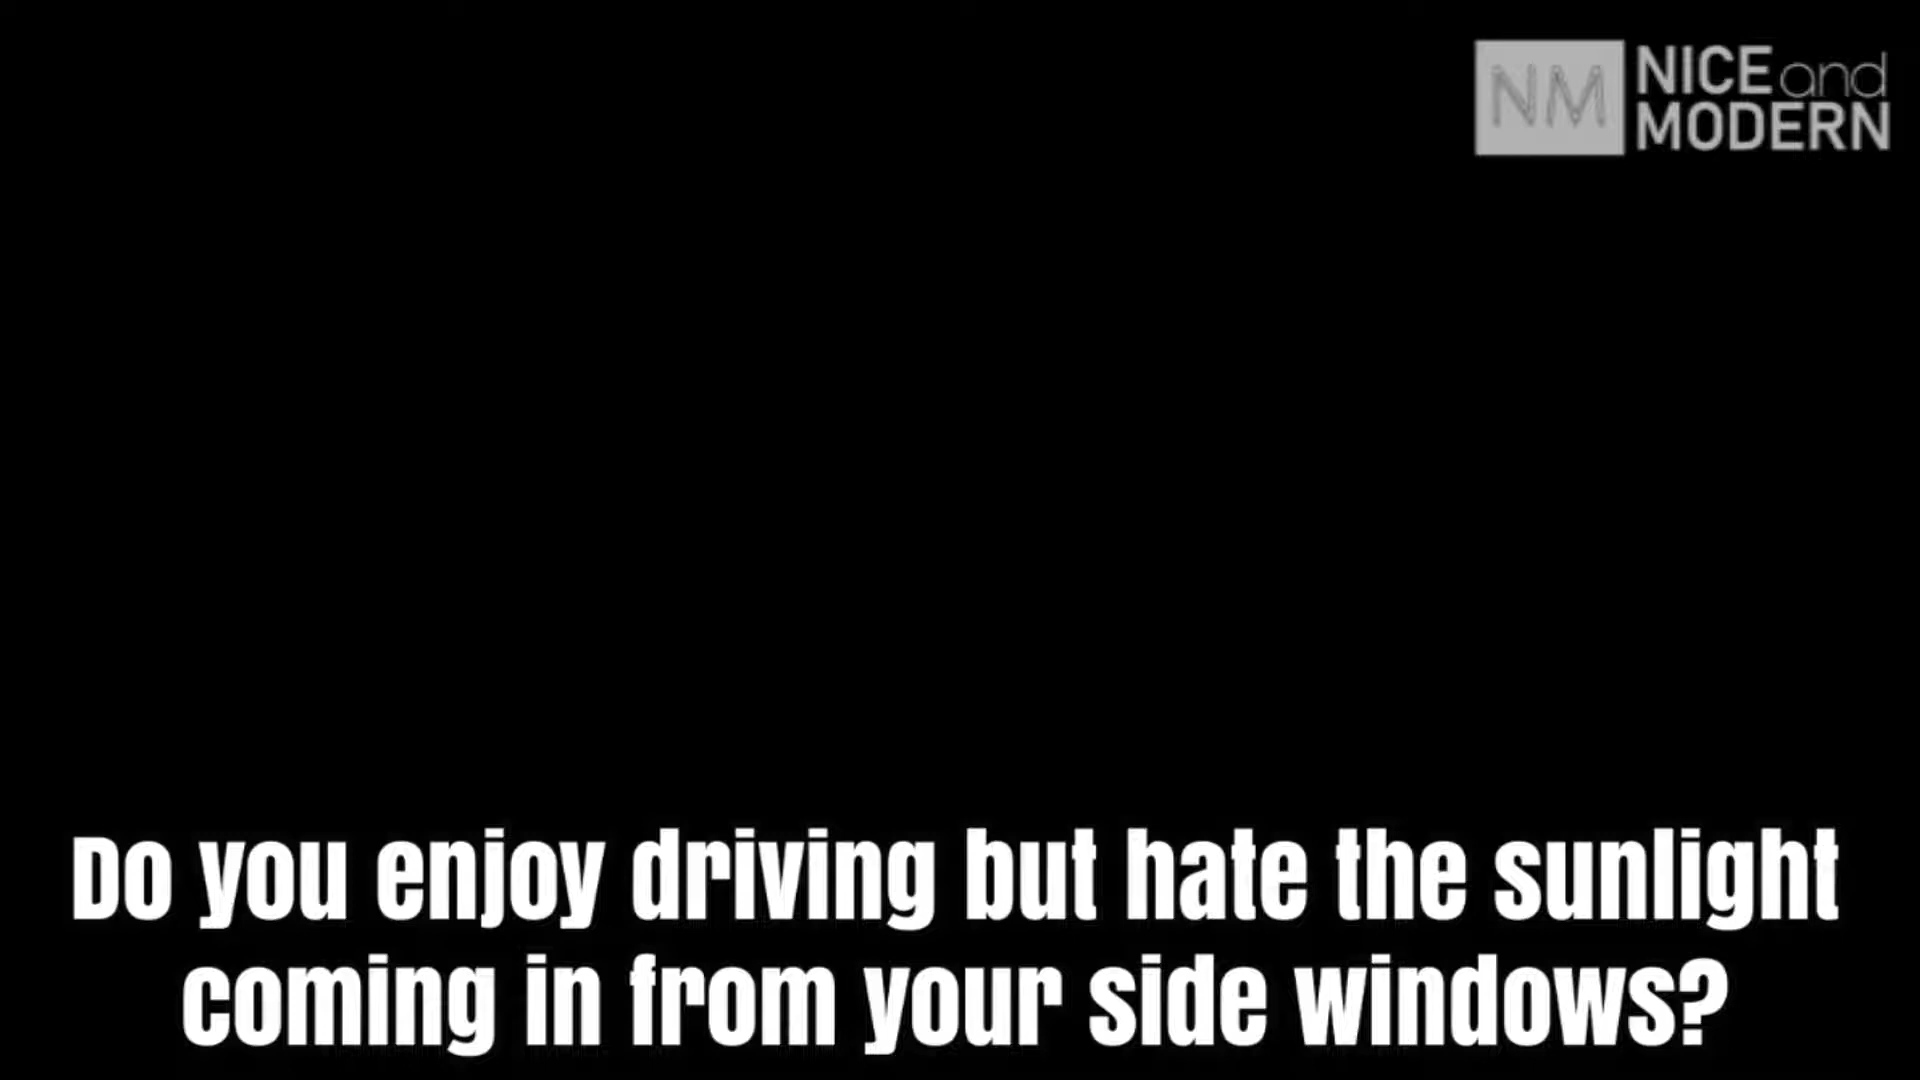 NM NICE and
MODERN
Do you enjoy driving but hate the sunlight
coming in from your side windows?